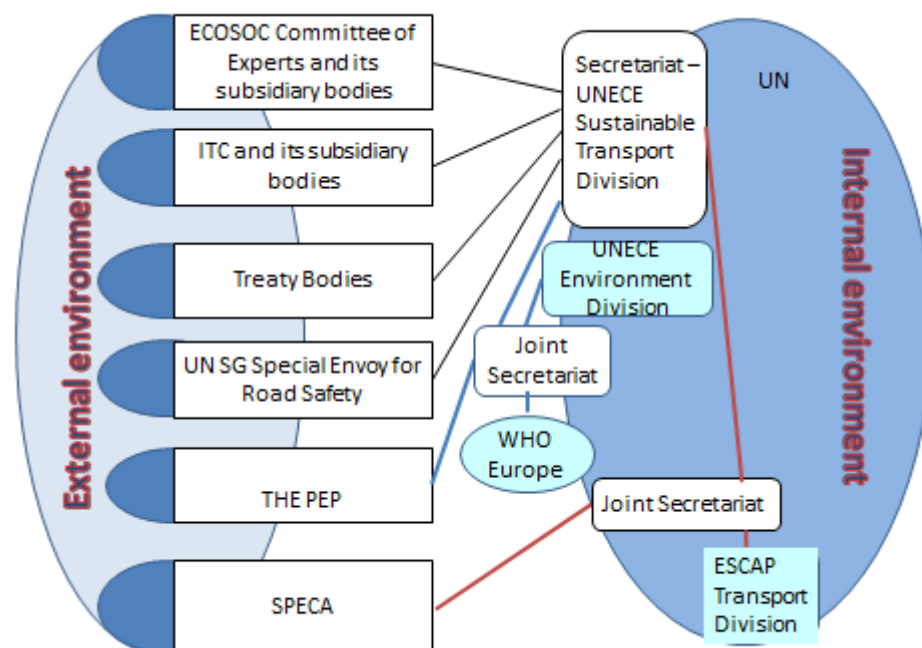 External environment
ECOSOC Committee of
Experts and its
subsidiary bodies
ITC and its subsidiary
bodies
Treaty Bodies
UN SG Special Envoy for
Road Safety
THE PEP
SPECA
Secretariat –
UNECE
Sustainable
Transport
Division
UN
UNECE
Environment
Division
Joint
Secretariat
WHO
Europe
Joint Secretariat
ESCAP
Transport
Division
Internal environment